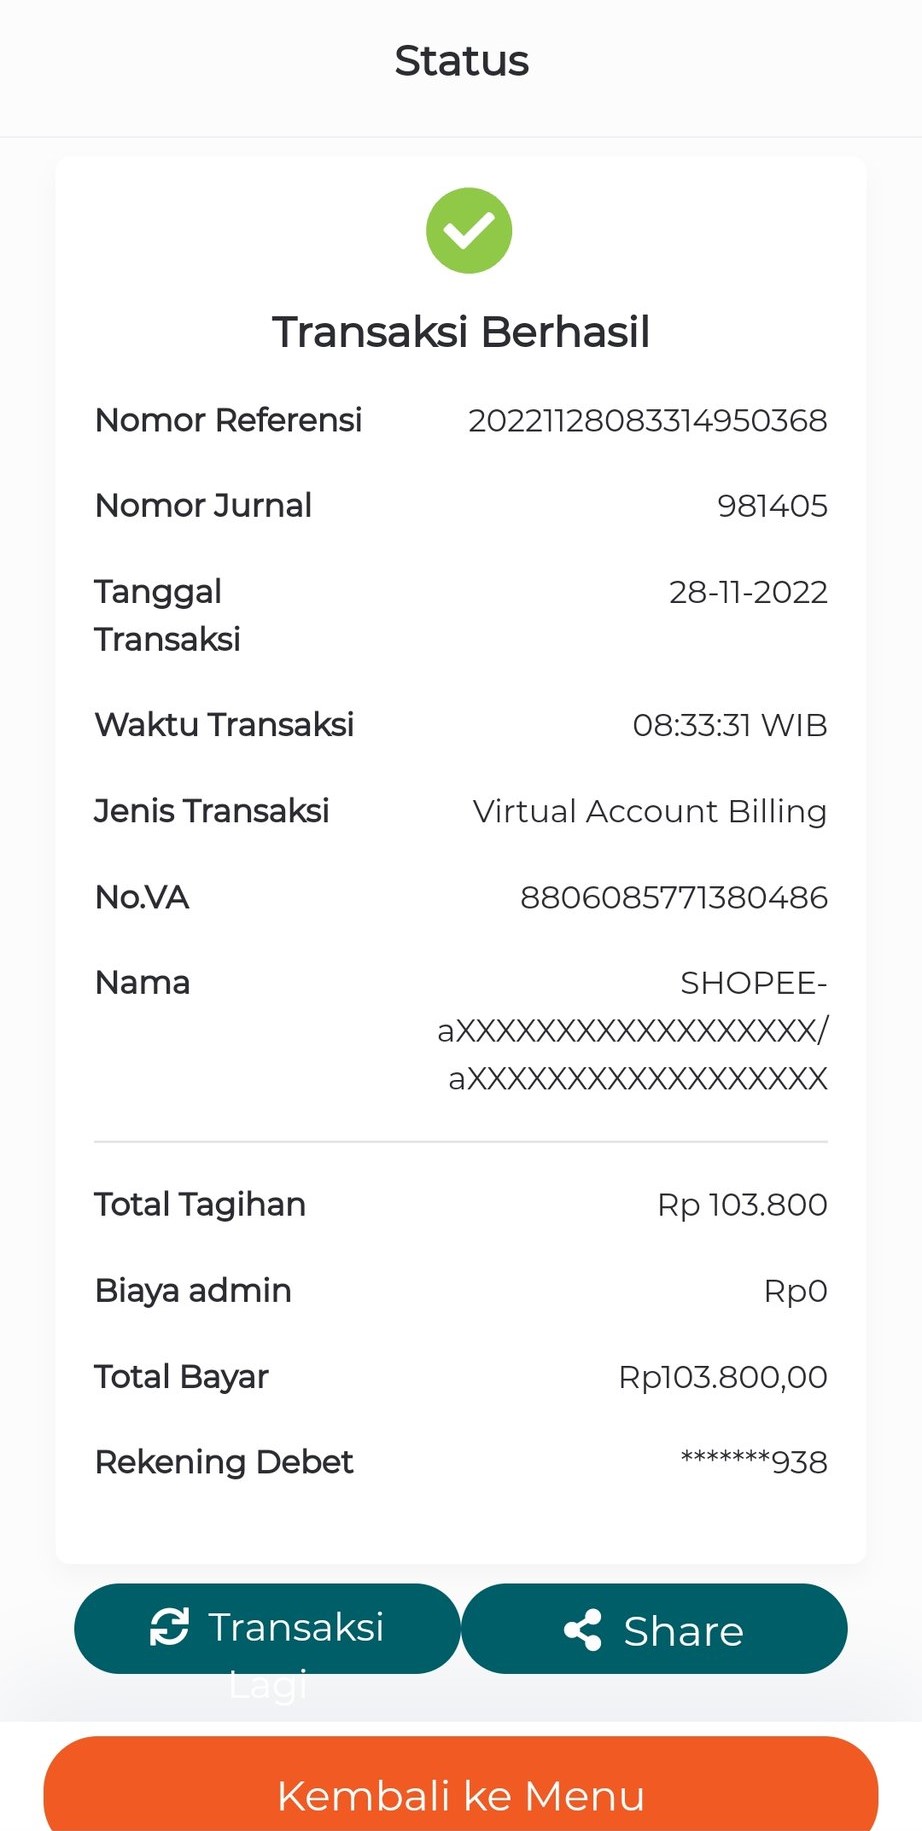 Status
Transaksi Berhasil
Nomor Referensi 20221128083314950368
Nomor Jurnal 981405
Tanggal 28-11-2022
Transaksi
Waktu Transaksi 08:33:31 WIB
Jenis Transaksi Virtual Account Billing
No.VA 8806085771380486
Nama SHOPEE-
aXXXXXXXXXXXXXXXXXX/
aXXXXXXXXXXXXXXXXXX
Total Tagihan Rp 103.800
Biaya admin Rp0
Total Bayar Rp103.800,00
Rekening Debet *******938
Transaksi Share
Lagi
Kembali ke Menu